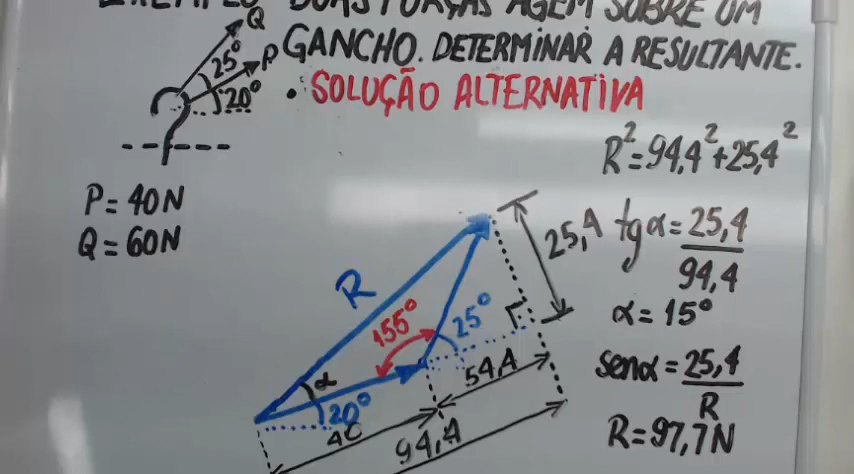 EXEMPLO DUAS FORÇAS AGEM SOBRE UM
GANCHO. DETERMINAR A RESULTANTE.
• SOLUÇÃO ALTERNATIVA
Q
25°
P
20°
P = 40N
Q = 60N
R
155°
25°
α
20°
40
54,4
94,4
25,4
R²=94,4²+25,4²
tgα = 25,4
94,4
α = 15°
senα = 25,4
R
R = 97,7N